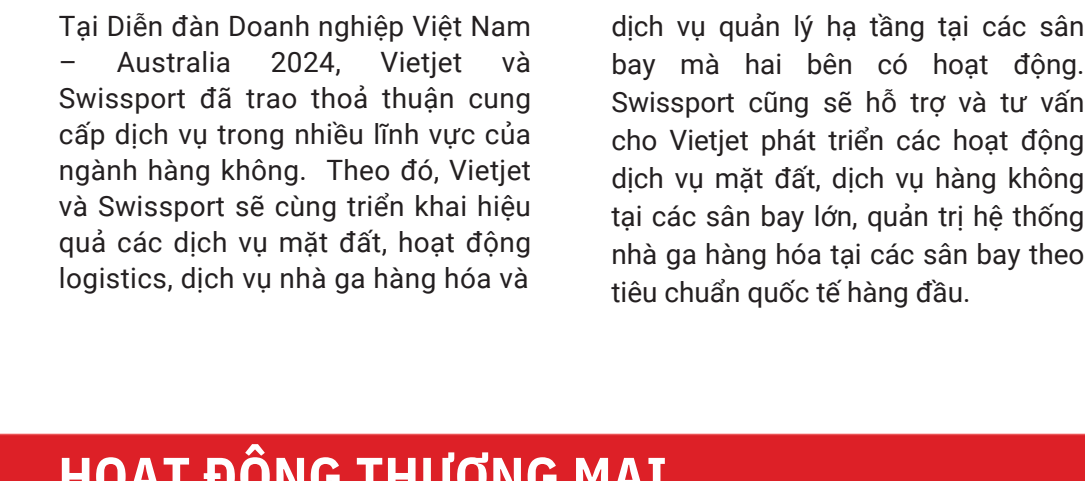 Tại Diễn đàn Doanh nghiệp Việt Nam
– Australia 2024, Vietjet và
Swissport đã trao thoả thuận cung
cấp dịch vụ trong nhiều lĩnh vực của
ngành hàng không. Theo đó, Vietjet
và Swissport sẽ cùng triển khai hiệu
quả các dịch vụ mặt đất, hoạt động
logistics, dịch vụ nhà ga hàng hóa và
dịch vụ quản lý hạ tầng tại các sân
bay mà hai bên có hoạt động.
Swissport cũng sẽ hỗ trợ và tư vấn
cho Vietjet phát triển các hoạt động
dịch vụ mặt đất, dịch vụ hàng không
tại các sân bay lớn, quản trị hệ thống
nhà ga hàng hóa tại các sân bay theo
tiêu chuẩn quốc tế hàng đầu.
HOẠT ĐỘNG THƯƠNG MẠI